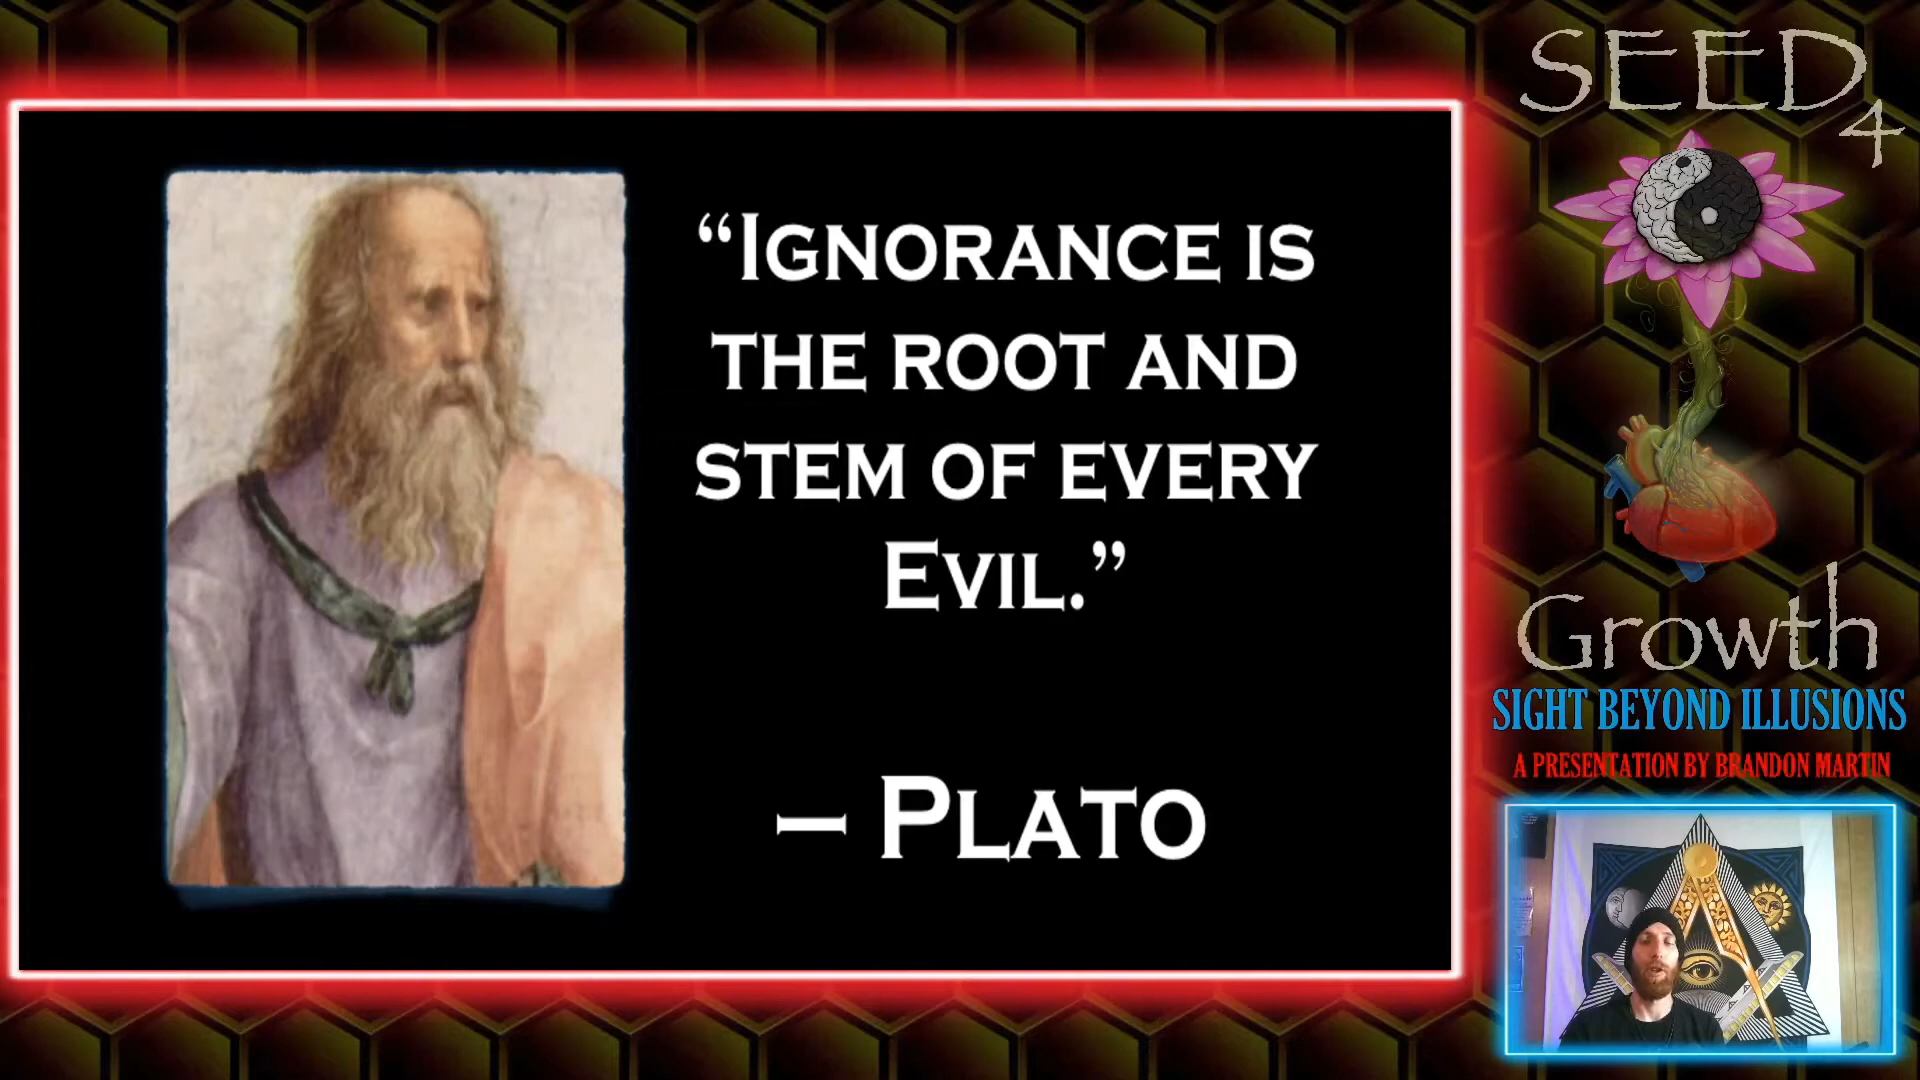 “IGNORANCE IS
THE ROOT AND
STEM OF EVERY
EVIL.”
– PLATO
SEED
4
Growth
SIGHT BEYOND ILLUSIONS
A PRESENTATION BY BRANDON MARTIN